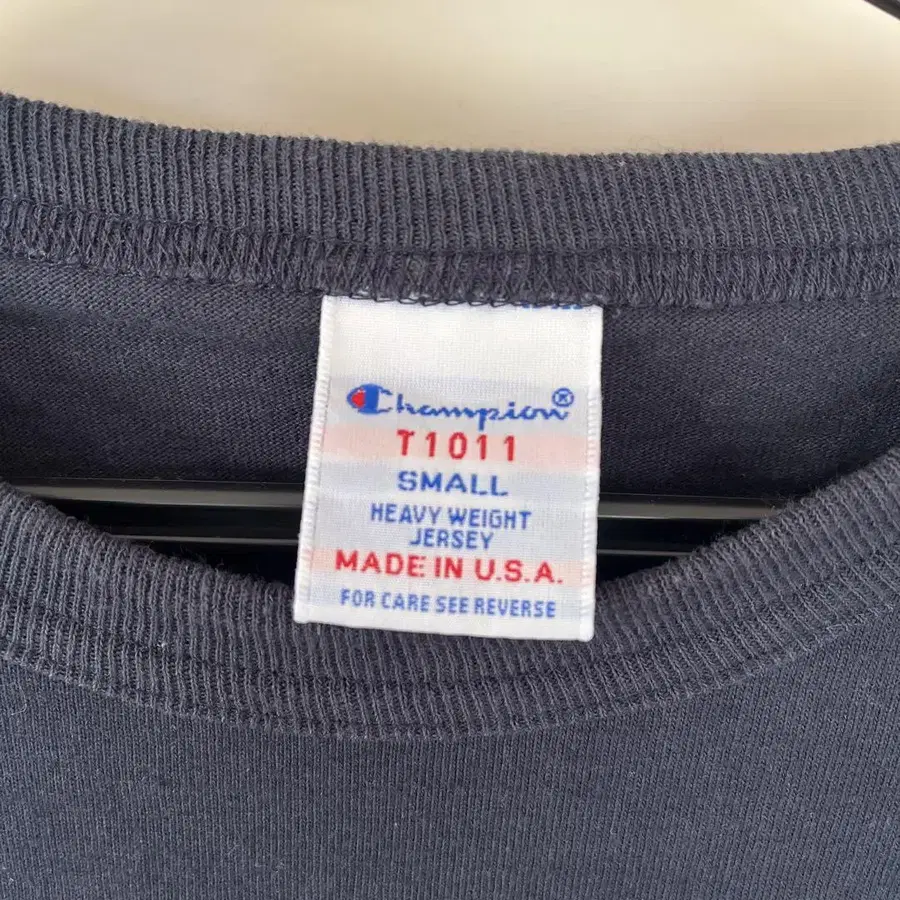 Champion®
T1011
SMALL
HEAVY WEIGHT
JERSEY
MADE IN U.S.A.
FOR CARE SEE REVERSE